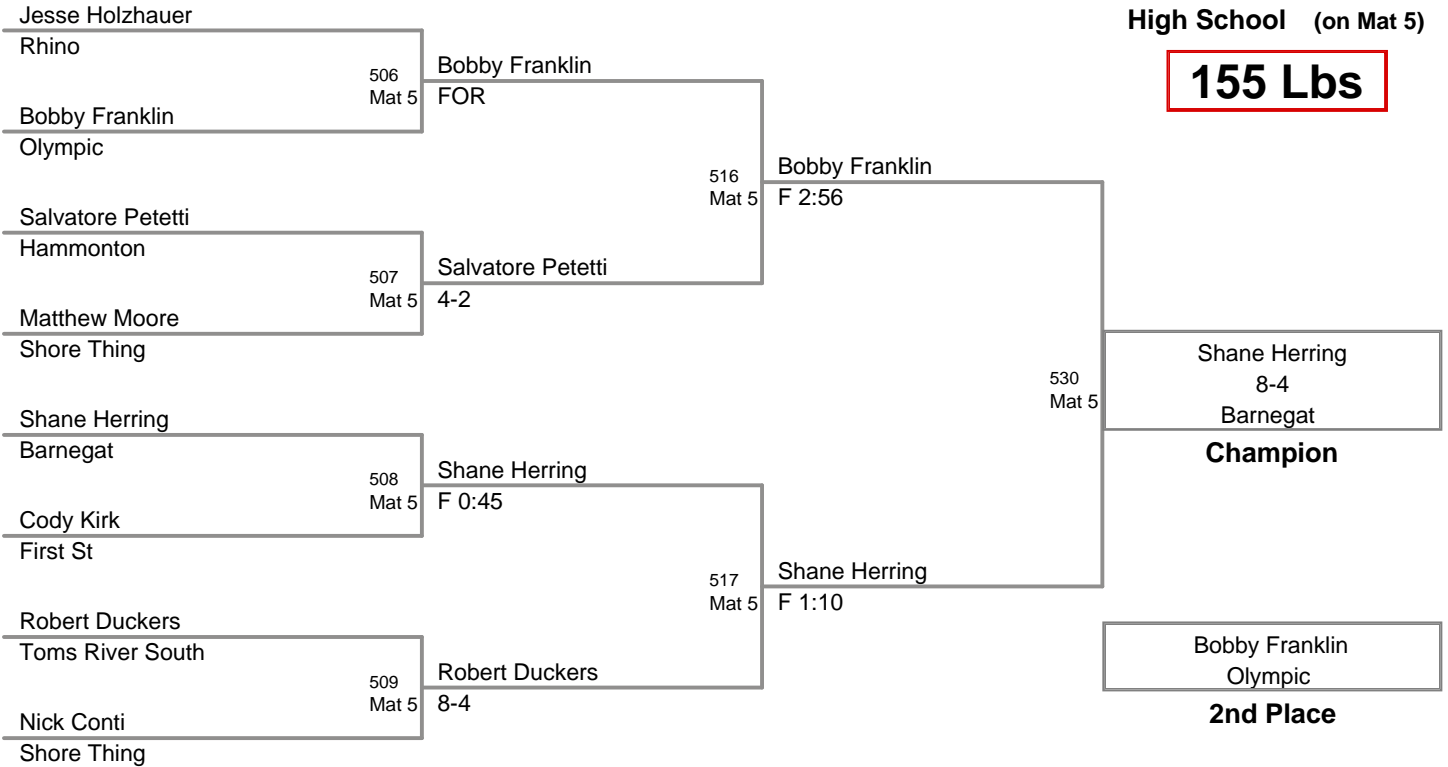 High School (on Mat 5)
155 Lbs
Jesse Holzhauer
Rhino
506
Mat 5
Bobby Franklin
FOR
Bobby Franklin
Olympic
516
Mat 5
Bobby Franklin
F 2:56
Salvatore Petetti
Hammonton
507
Mat 5
Salvatore Petetti
4-2
Matthew Moore
Shore Thing
530
Mat 5
Shane Herring
8-4
Barnegat
Champion
Shane Herring
Barnegat
508
Mat 5
Shane Herring
F 0:45
Cody Kirk
First St
517
Mat 5
Shane Herring
F 1:10
Robert Duckers
Toms River South
509
Mat 5
Robert Duckers
8-4
Nick Conti
Shore Thing
Bobby Franklin
Olympic
2nd Place